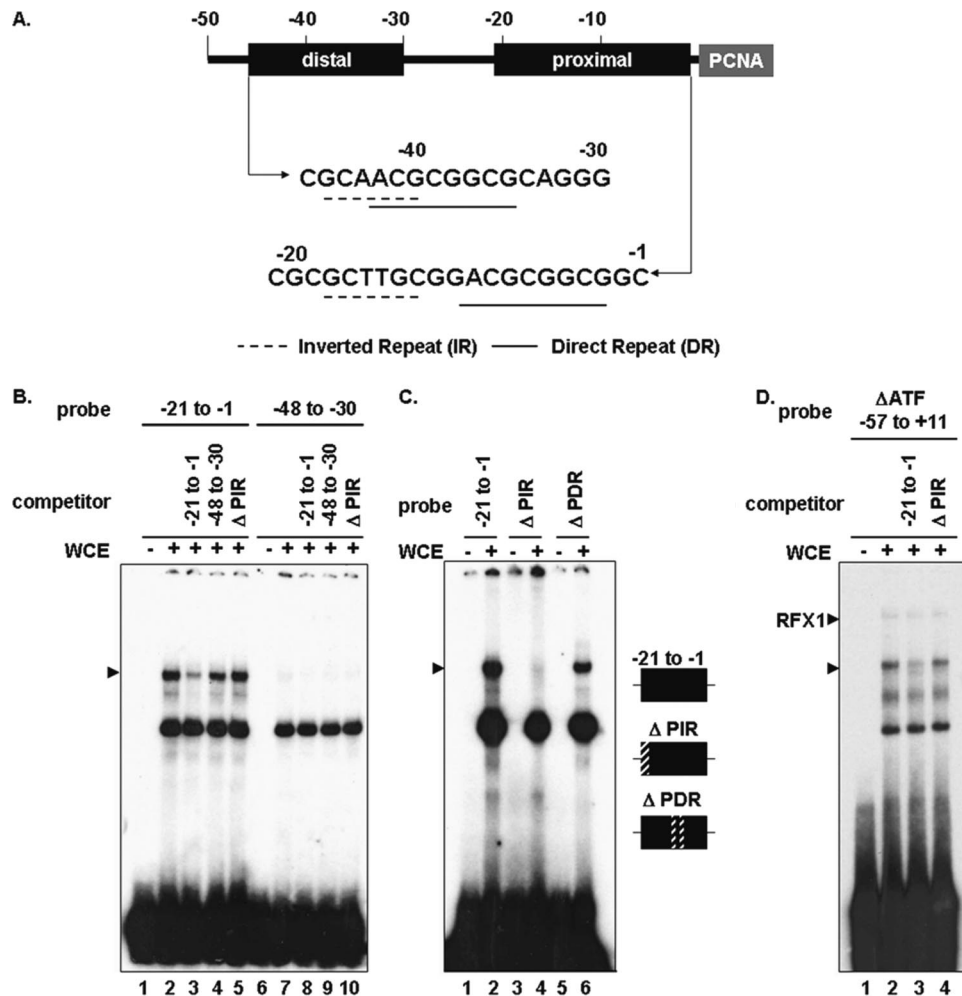 A.
-50 -40 -30 -20 -10
distal proximal PCNA
-40 -30
CGCAACGCGGCGCAGGG
-20 -1
CGCGCTTGCGGACGCGGCGGC
Inverted Repeat (IR) Direct Repeat (DR)
B.
probe -21 to -1 -48 to -30
competitor -21 to -1 -48 to -30 Δ PIR -21 to -1 -48 to -30 Δ PIR
WCE - + + + + - + + + +
1 2 3 4 5 6 7 8 9 10
C.
probe -21 to -1 Δ PIR Δ PDR
WCE - + - + - +
1 2 3 4 5 6
-21 to -1
Δ PIR
Δ PDR
D.
probe ΔATF
-57 to +11
competitor -21 to -1 Δ PIR
WCE - + + +
RFX1
1 2 3 4